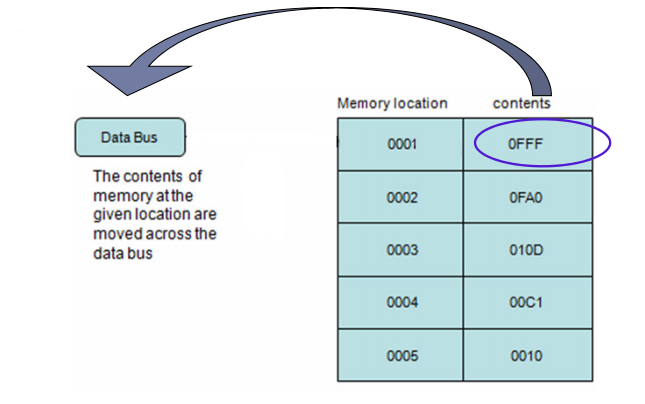 Memory location contents
Data Bus
0001 0FFF
The contents of
memory at the
given location are
moved across the
data bus
0002 0FA0
0003 010D
0004 00C1
0005 0010